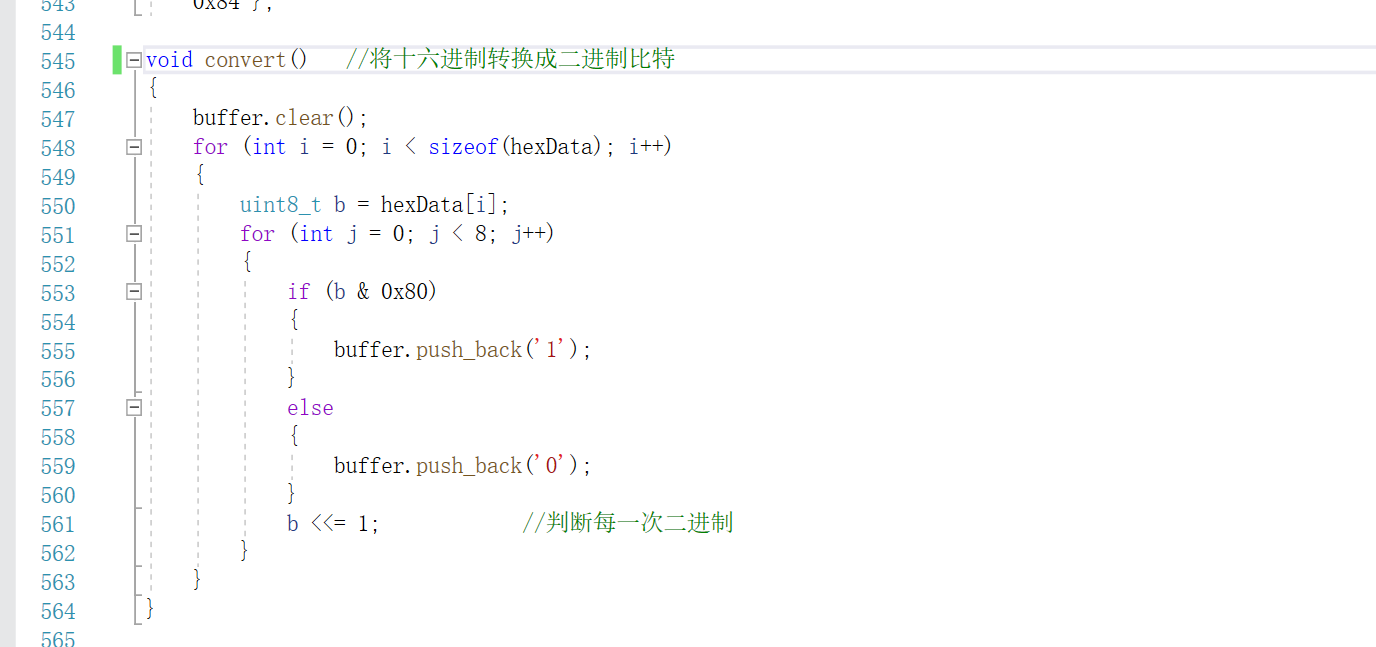 543 0x84 };
544
545 void convert() //将十六进制转换成二进制比特
546 {
547 buffer.clear();
548 for (int i = 0; i < sizeof(hexData); i++)
549 {
550 uint8_t b = hexData[i];
551 for (int j = 0; j < 8; j++)
552 {
553 if (b & 0x80)
554 {
555 buffer.push_back('1');
556 }
557 else
558 {
559 buffer.push_back('0');
560 }
561 b <<= 1; //判断每一次二进制
562 }
563 }
564 }
565